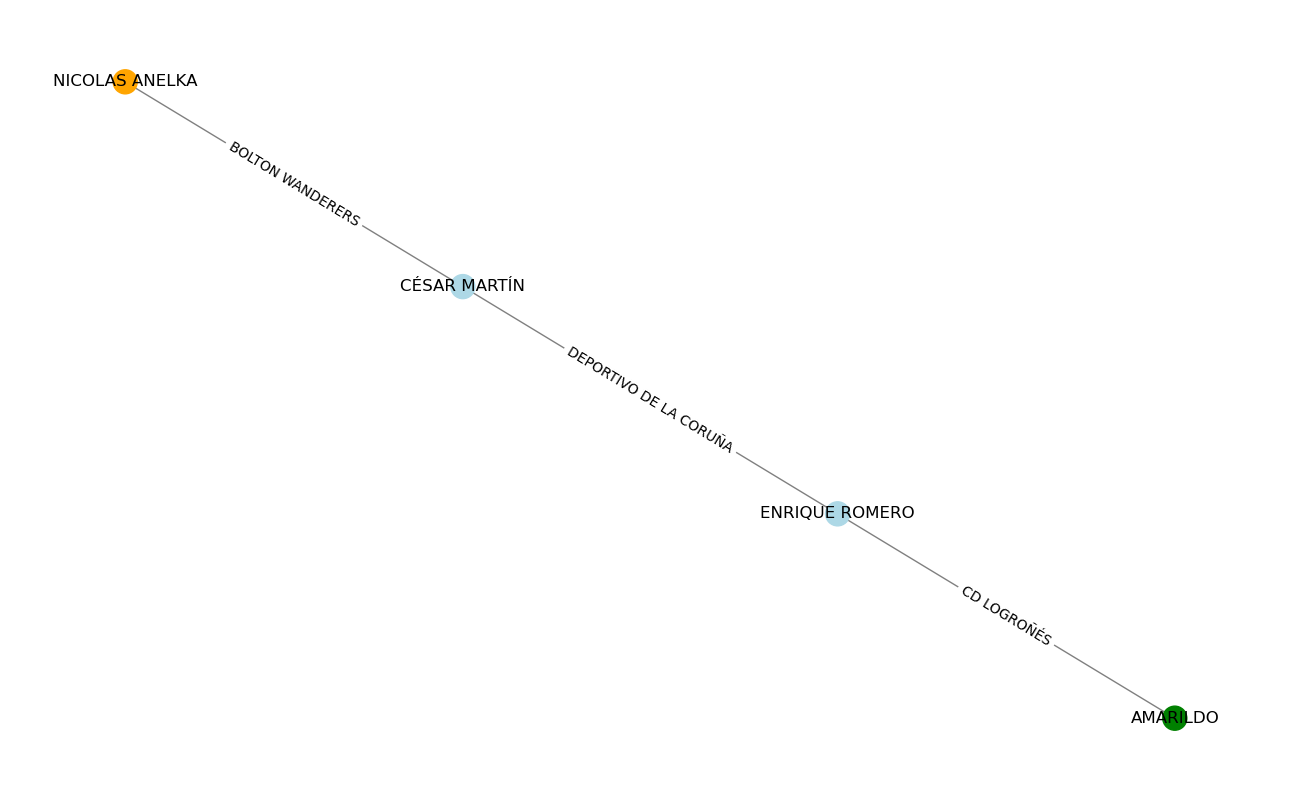 NICOLAS ANELKA
BOLTON WANDERERS
CÉSAR MARTÍN
DEPORTIVO DE LA CORUÑA
ENRIQUE ROMERO
CD LOGROÑÉS
AMARILDO